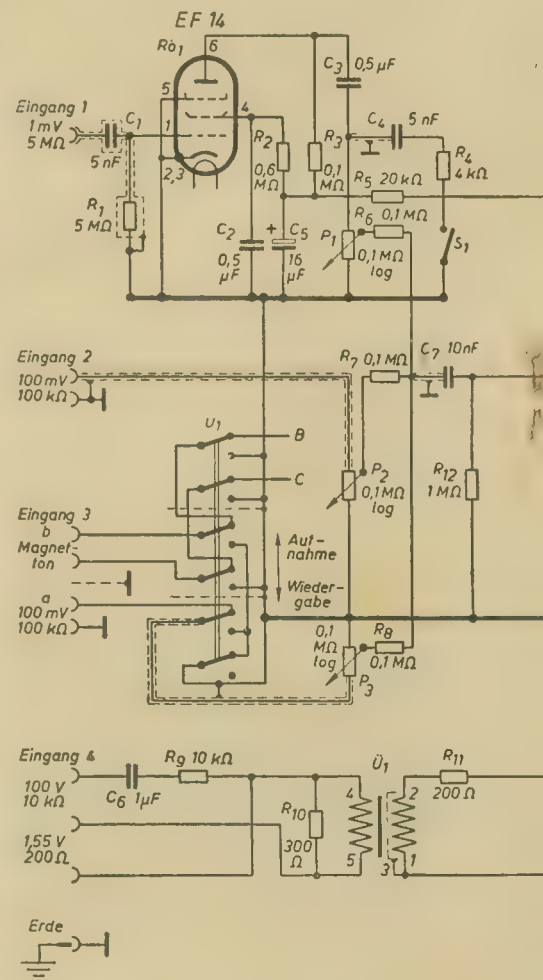 EF 14
Rö1
6
5
4
1
2,3
C3 0,5 µF
C4 5 nF
Eingang 1
1 mV
5 MΩ
C1
5 nF
R1
5 MΩ
R2
0,6
MΩ
R3
0,1
MΩ
R4
4 kΩ
R5 20 kΩ
R6 0,1 MΩ
C2
0,5
µF
+
C5
16
µF
P1
0,1 MΩ
log
S1
Eingang 2
100 mV
100 kΩ
R7 0,1 MΩ
C7 10 nF
U1
B
C
P2
0,1 MΩ
log
R12
1 MΩ
Eingang 3
b
Magnet-
ton
a
100 mV
100 kΩ
Auf-
nahme
Wieder-
gabe
0,1
MΩ
log
R8
0,1 MΩ
P3
Eingang 4
100 V
10 kΩ
C6 1 µF
R9 10 kΩ
1,55 V
200 Ω
R10
300
Ω
Ü1
4
5
2
1
3
R11
200 Ω
Erde